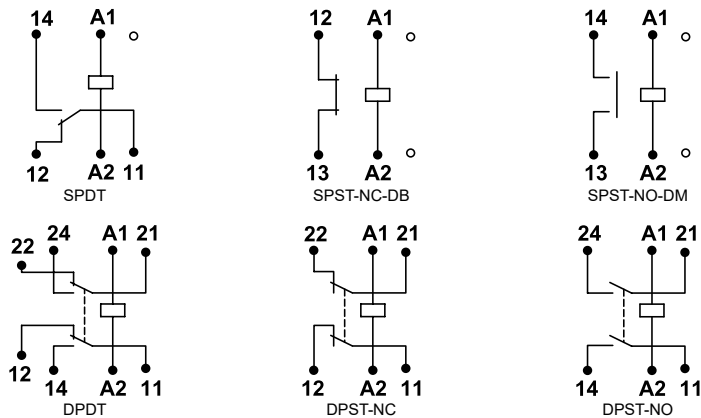 14 A1
12 A2 11
SPDT
12 A1
13 A2
SPST-NC-DB
14 A1
13 A2
SPST-NO-DM
22 24 A1 21
12 14 A2 11
DPDT
22 A1 21
12 A2 11
DPST-NC
24 A1 21
14 A2 11
DPST-NO